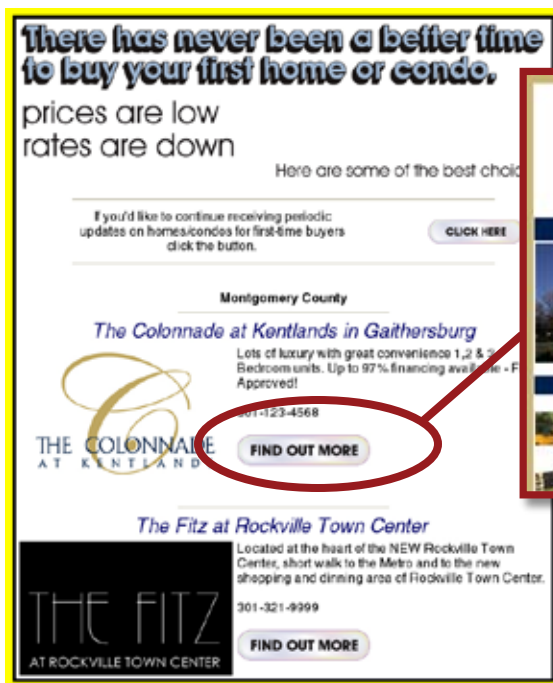 There has never been a better time
to buy your first home or condo.
prices are low
rates are down
Here are some of the best choic
If you'd like to continue receiving periodic
updates on homes/condos for first-time buyers
click the button.
CLICK HERE
Montgomery County
The Colonnade at Kentlands in Gaithersburg
Lots of luxury with great convenience 1,2 & 3
Bedroom units. Up to 97% financing available - F
Approved!
301-123-4568
THE COLONNADE
AT KENTLAND
FIND OUT MORE
The Fitz at Rockville Town Center
Located at the heart of the NEW Rockville Town
Center, short walk to the Metro and to the new
shopping and dinning area of Rockville Town Center.
301-321-9999
THE FITZ
AT ROCKVILLE TOWN CENTER
FIND OUT MORE